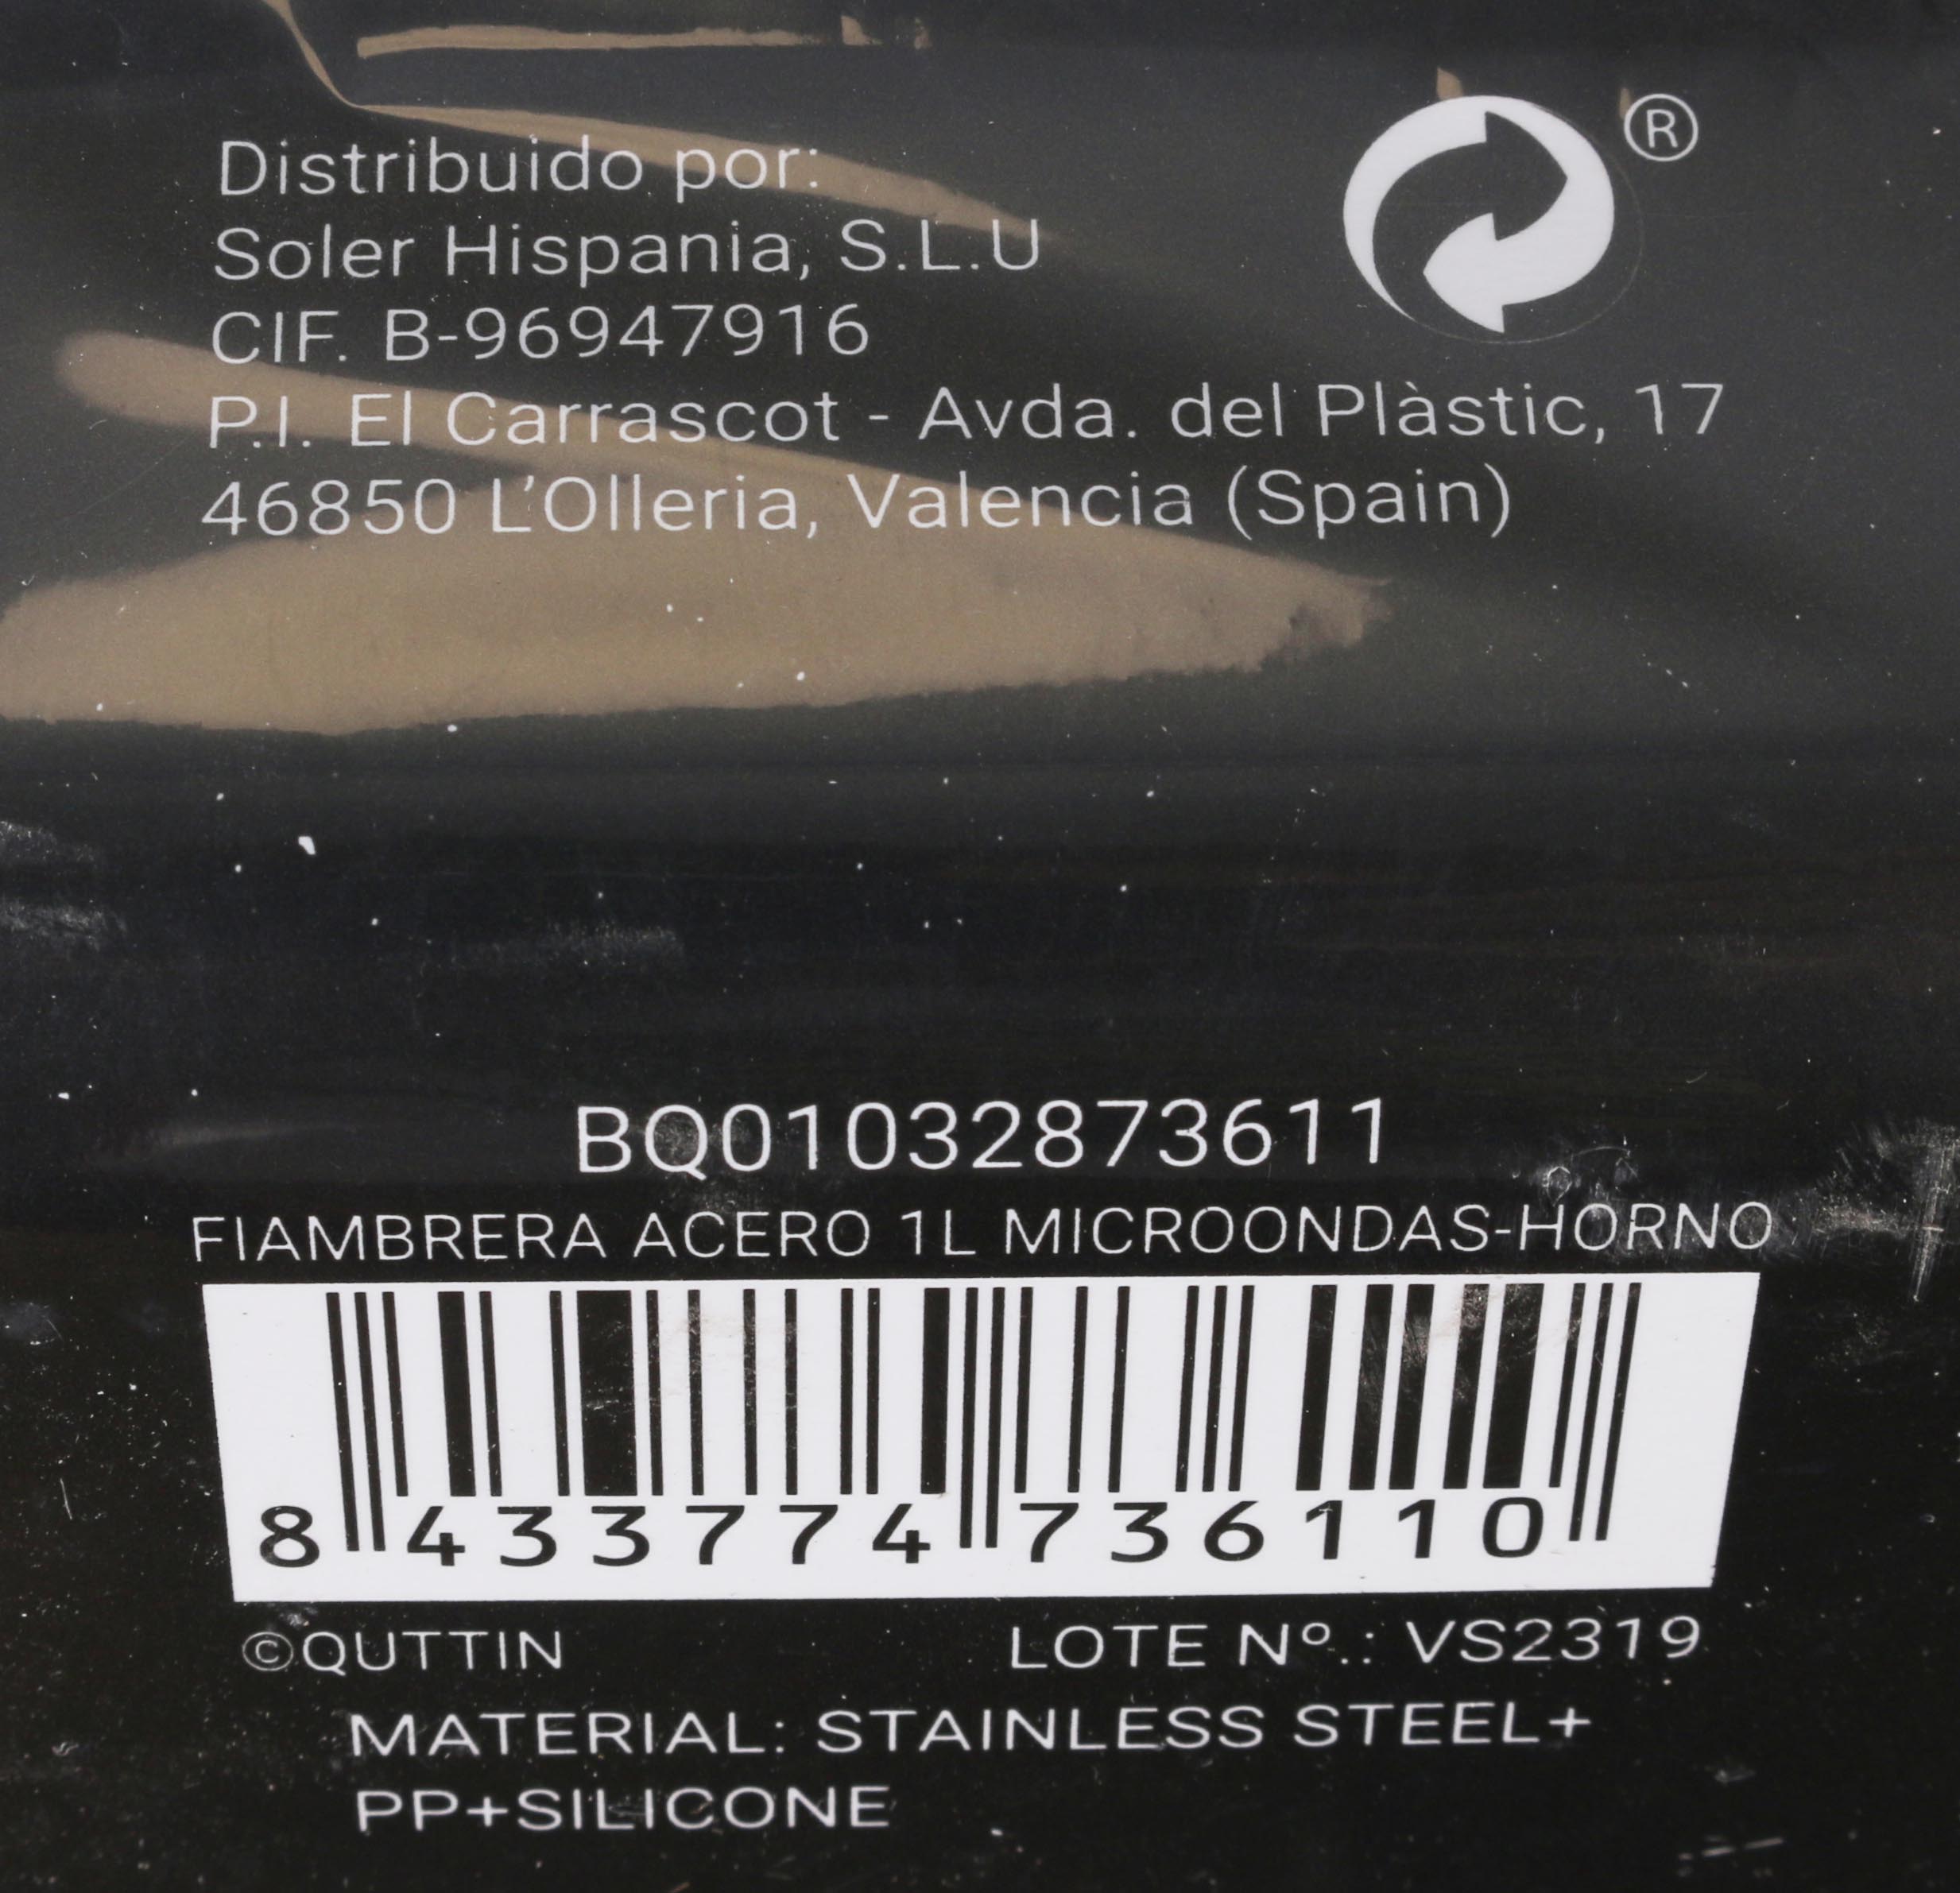 Distribuido por:
®
Soler Hispania, S.L.U
CIF. B-96947916
P.I. El Carrascot - Avda. del Plàstic, 17
46850 L'Olleria, Valencia (Spain)
BQ01032873611
FIAMBRERA ACERO 1L MICROONDAS-HORNO
8 433774 736110
©QUTTIN LOTE Nº.: VS2319
MATERIAL: STAINLESS STEEL+
PP+SILICONE